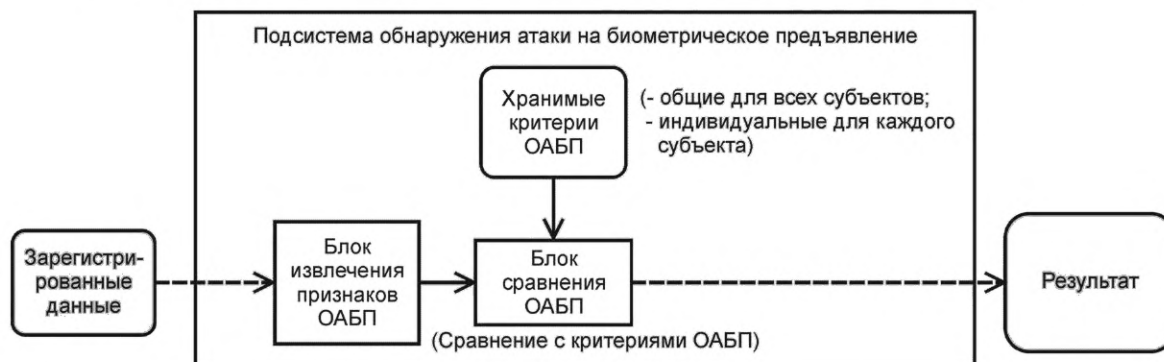 Подсистема обнаружения атаки на биометрическое предъявление
Хранимые
критерии
ОАБП
(- общие для всех субъектов;
- индивидуальные для каждого
субъекта)
Зарегистри-
рованные
данные
Блок
извлечения
признаков
ОАБП
Блок
сравнения
ОАБП
(Сравнение с критериями ОАБП)
Результат